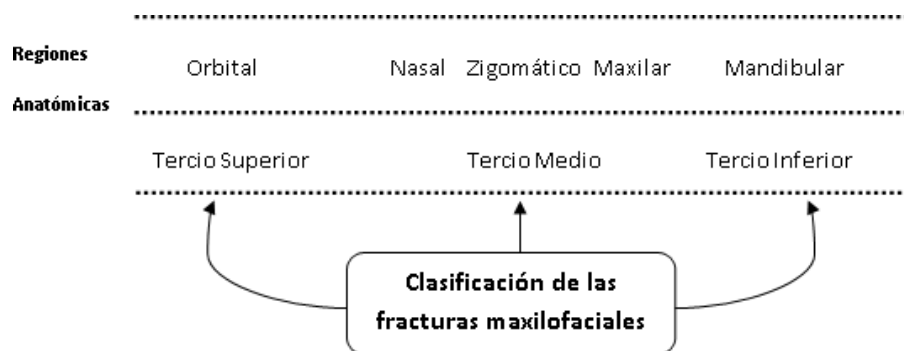 Regiones
Anatómicas
Orbital Nasal Zigomático Maxilar Mandibular
Tercio Superior Tercio Medio Tercio Inferior
Clasificación de las
fracturas maxilofaciales